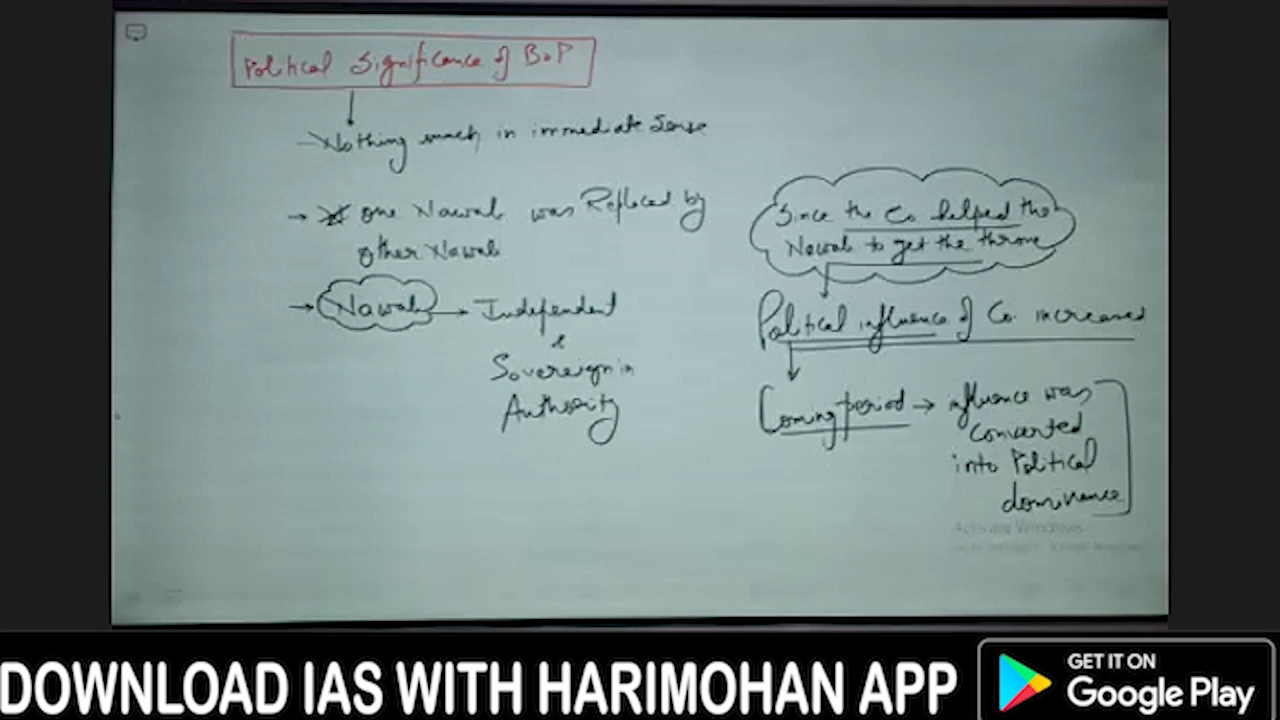 Political Significance of BoP
- Nothing much in immediate Sense
→ one Nawab was Replaced by
other Nawab
→ Nawab → Independent
&
Sovereign in
Authority
Since the Co helped the
Nawab to get the throne
Political influence of Co. increased
Coming period → influence was
converted
into Political
dominance
Activate Windows
DOWNLOAD IAS WITH HARIMOHAN APP
GET IT ON
Google Play